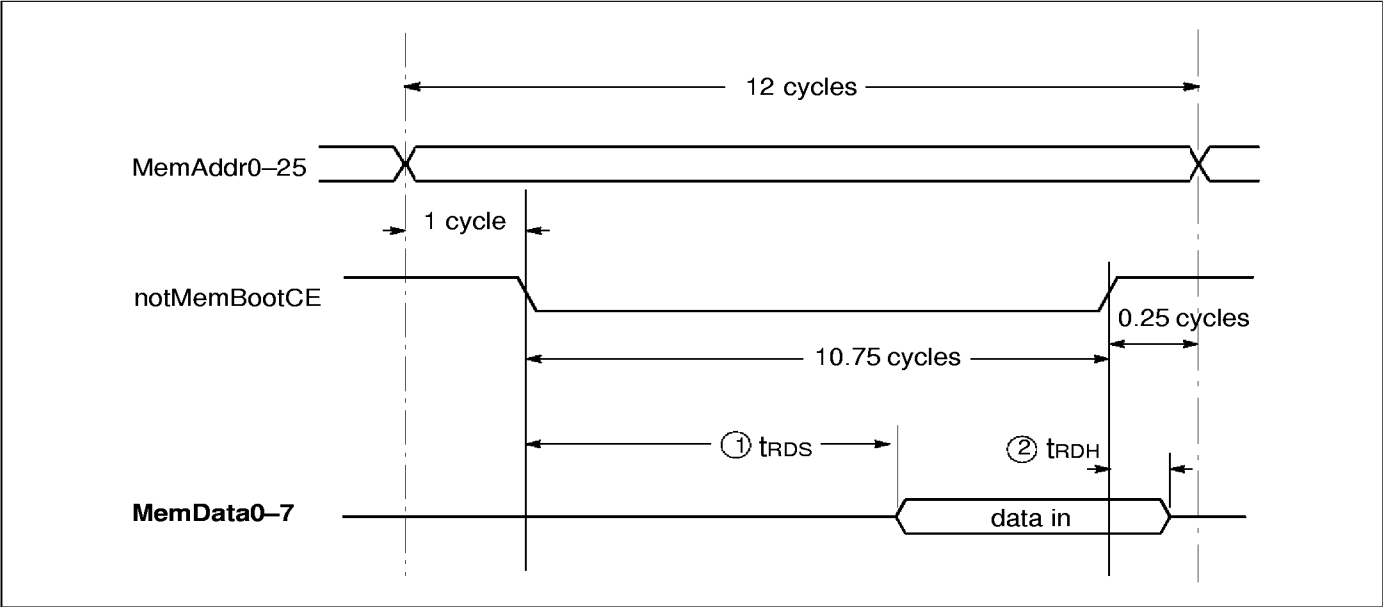 12 cycles
MemAddr0–25
1 cycle
notMemBootCE
0.25 cycles
10.75 cycles
1 tRDS
2 tRDH
MemData0–7
data in